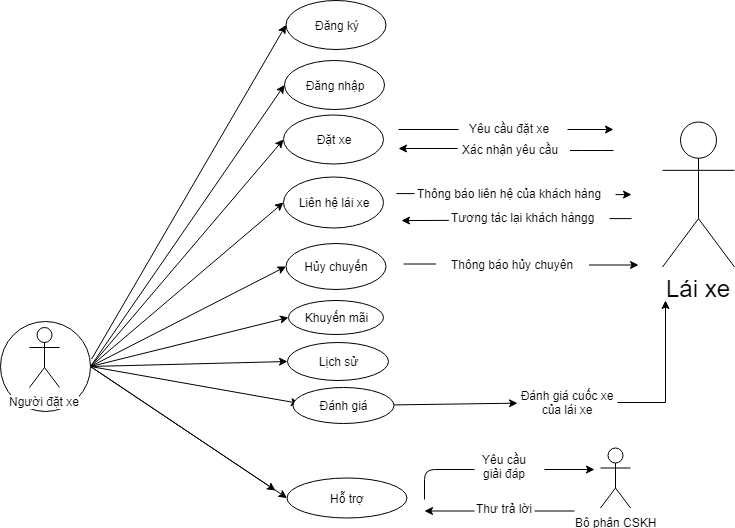 Đăng ký
Đăng nhập
Đặt xe
Yêu cầu đặt xe
Xác nhận yêu cầu
Liên hệ lái xe
Thông báo liên hệ của khách hàng
Tương tác lại khách hàngg
Hủy chuyến
Thông báo hủy chuyên
Lái xe
Khuyến mãi
Lịch sử
Người đặt xe
Đánh giá
Đánh giá cuốc xe
của lái xe
Hỗ trợ
Yêu cầu
giải đáp
Thư trả lời
Bộ phận CSKH